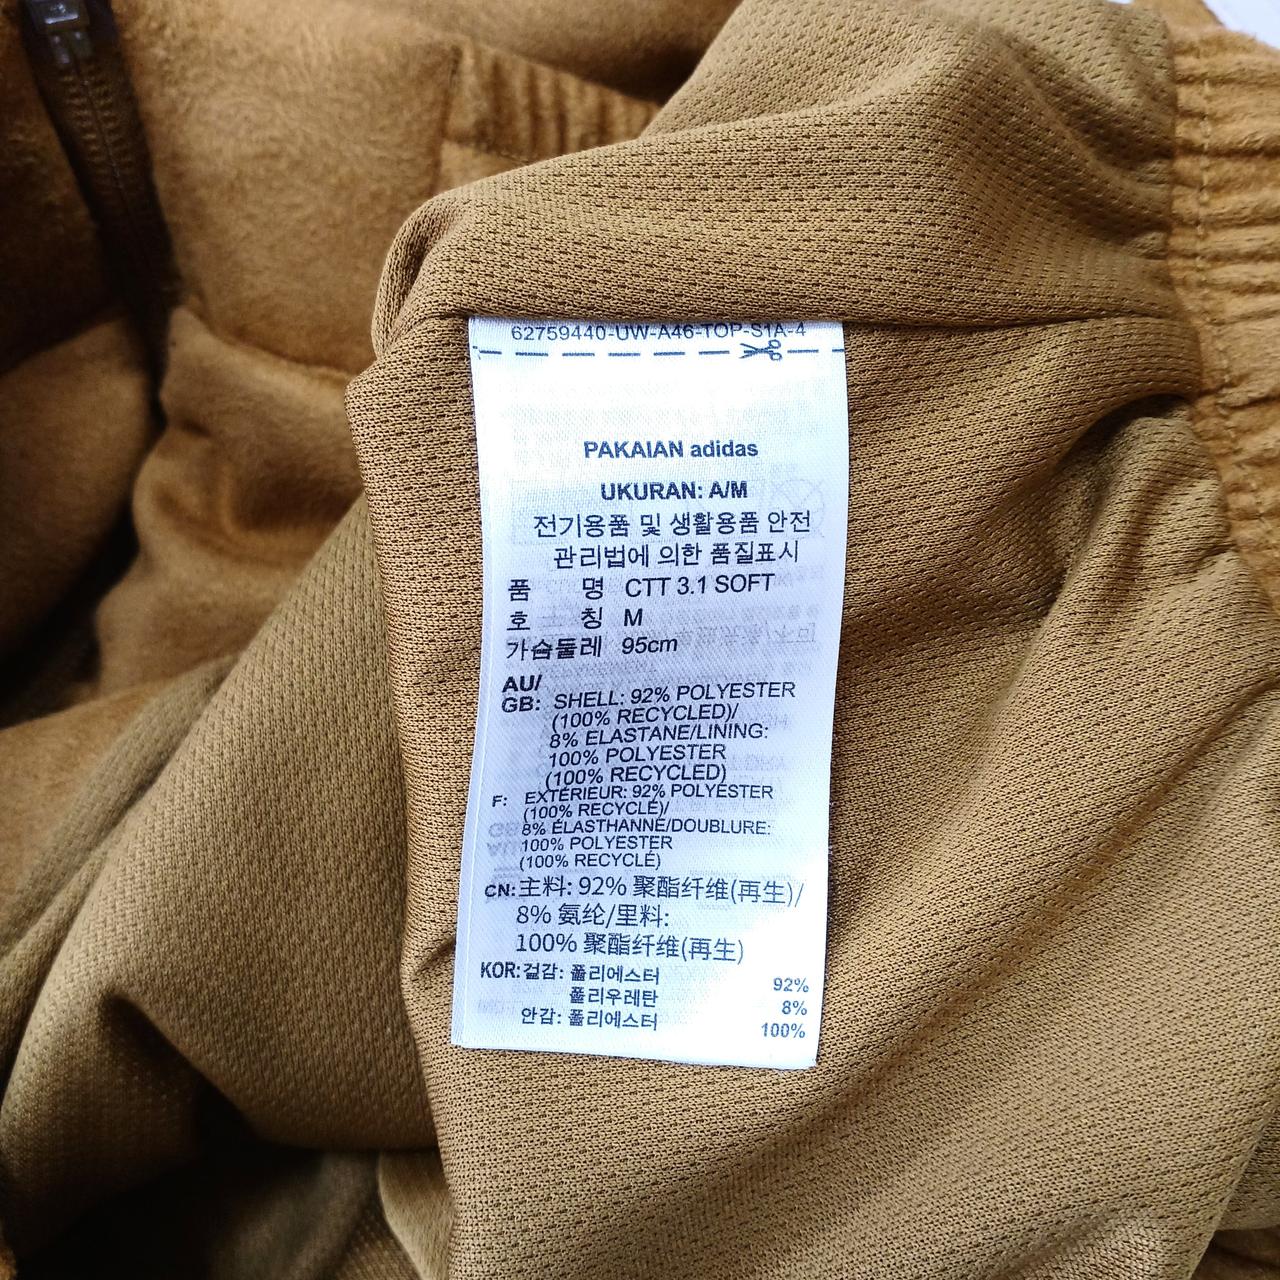 62759440-UW-A46-TOP-S1A-4
PAKAIAN adidas
UKURAN: A/M
전기용품 및 생활용품 안전
관리법에 의한 품질표시
품 명 CTT 3.1 SOFT
호 칭 M
가슴둘레 95cm
AU/
GB: SHELL: 92% POLYESTER
(100% RECYCLED)/
8% ELASTANE/LINING:
100% POLYESTER
(100% RECYCLED)
F: EXTÉRIEUR: 92% POLYESTER
(100% RECYCLÉ)/
8% ÉLASTHANNE/DOUBLURE:
100% POLYESTER
(100% RECYCLÉ)
CN: 主料: 92% 聚酯纤维(再生)/
8% 氨纶/里料:
100% 聚酯纤维(再生)
KOR: 겉감: 폴리에스터 92%
폴리우레탄 8%
안감: 폴리에스터 100%